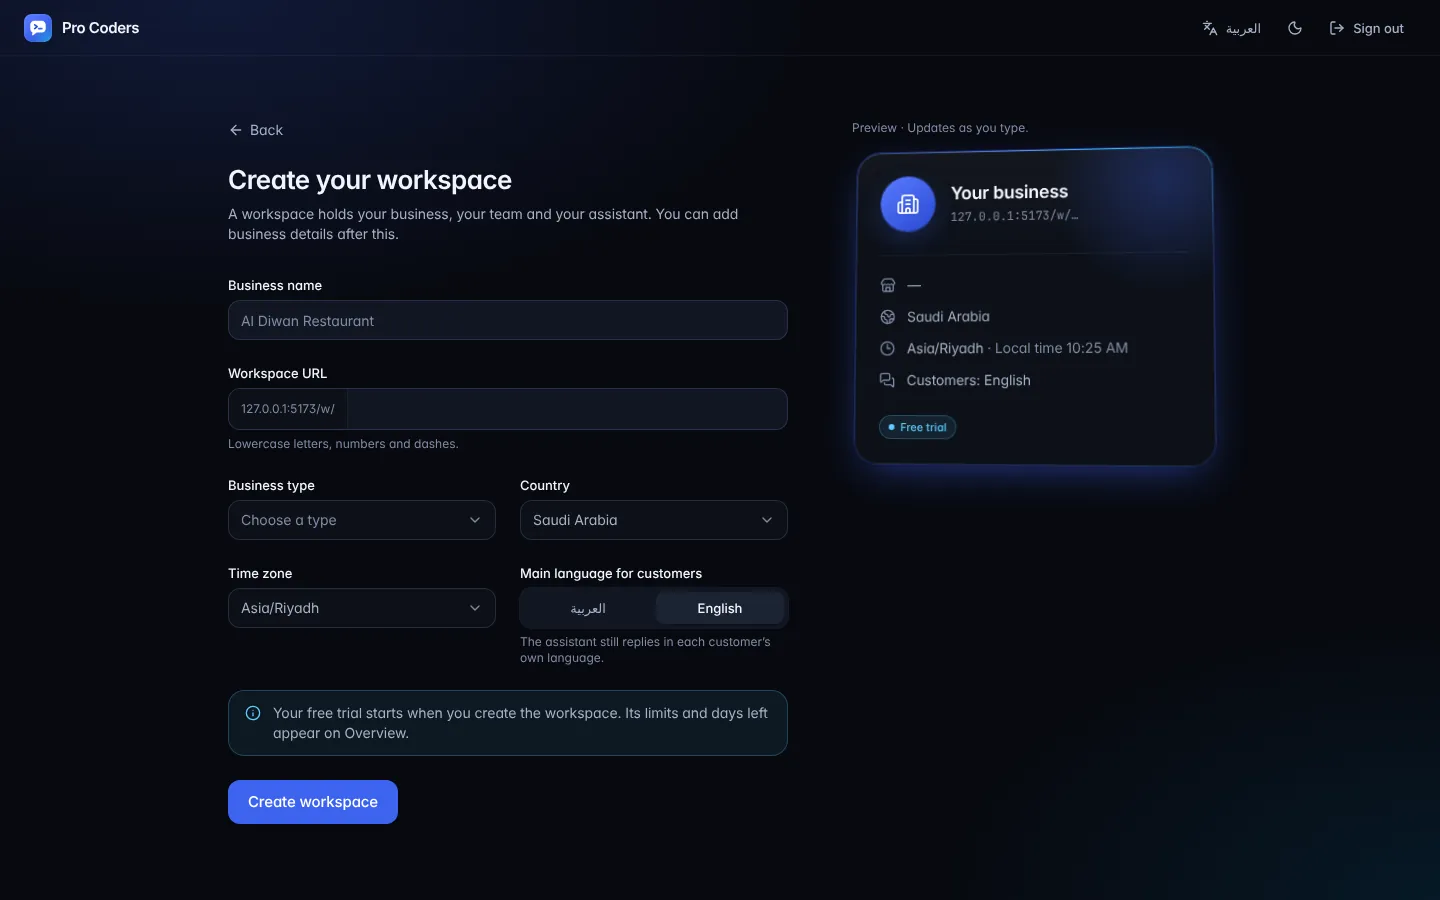 Pro Coders
العربية
Sign out
Back
Create your workspace
A workspace holds your business, your team and your assistant. You can add
business details after this.
Business name
Al Diwan Restaurant
Workspace URL
127.0.0.1:5173/w/
Lowercase letters, numbers and dashes.
Business type
Country
Choose a type
Saudi Arabia
Time zone
Main language for customers
Asia/Riyadh
العربية
English
The assistant still replies in each customer's
own language.
Your free trial starts when you create the workspace. Its limits and days left
appear on Overview.
Create workspace
Preview · Updates as you type.
Your business
127.0.0.1:5173/w/…
—
Saudi Arabia
Asia/Riyadh · Local time 10:25 AM
Customers: English
Free trial